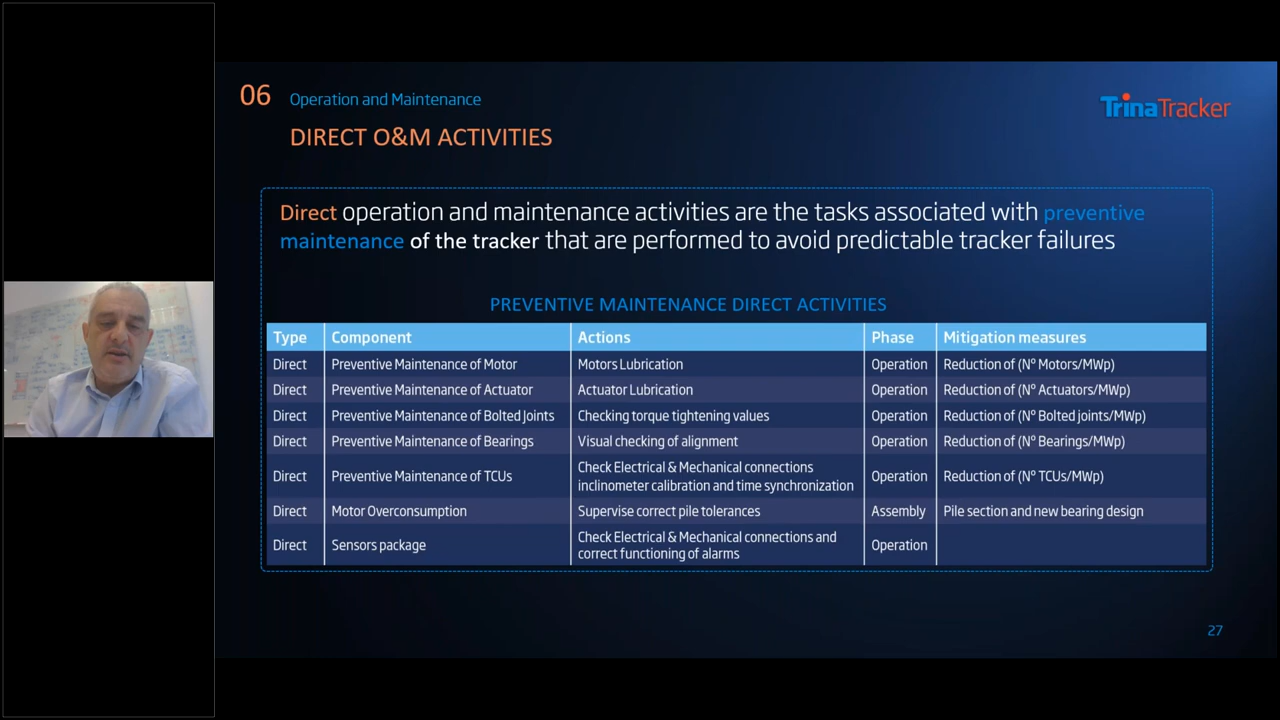 06 Operation and Maintenance
TrinaTracker
DIRECT O&M ACTIVITIES
Direct operation and maintenance activities are the tasks associated with preventive
maintenance of the tracker that are performed to avoid predictable tracker failures
PREVENTIVE MAINTENANCE DIRECT ACTIVITIES
Type Component Actions Phase Mitigation measures
Direct Preventive Maintenance of Motor Motors Lubrication Operation Reduction of (Nº Motors/MWp)
Direct Preventive Maintenance of Actuator Actuator Lubrication Operation Reduction of (Nº Actuators/MWp)
Direct Preventive Maintenance of Bolted Joints Checking torque tightening values Operation Reduction of (Nº Bolted joints/MWp)
Direct Preventive Maintenance of Bearings Visual checking of alignment Operation Reduction of (Nº Bearings/MWp)
Direct Preventive Maintenance of TCUs Check Electrical & Mechanical connections
inclinometer calibration and time synchronization Operation Reduction of (Nº TCUs/MWp)
Direct Motor Overconsumption Supervise correct pile tolerances Assembly Pile section and new bearing design
Direct Sensors package Check Electrical & Mechanical connections and
correct functioning of alarms Operation
27